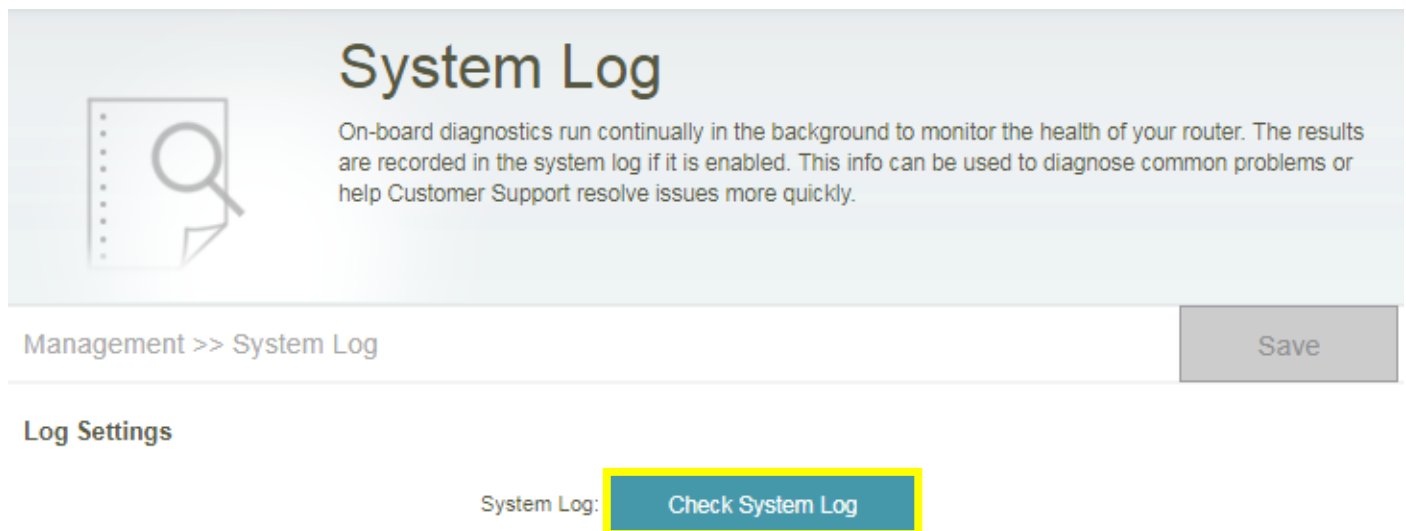 System Log
On-board diagnostics run continually in the background to monitor the health of your router. The results
are recorded in the system log if it is enabled. This info can be used to diagnose common problems or
help Customer Support resolve issues more quickly.
Management >> System Log
Save
Log Settings
System Log: Check System Log